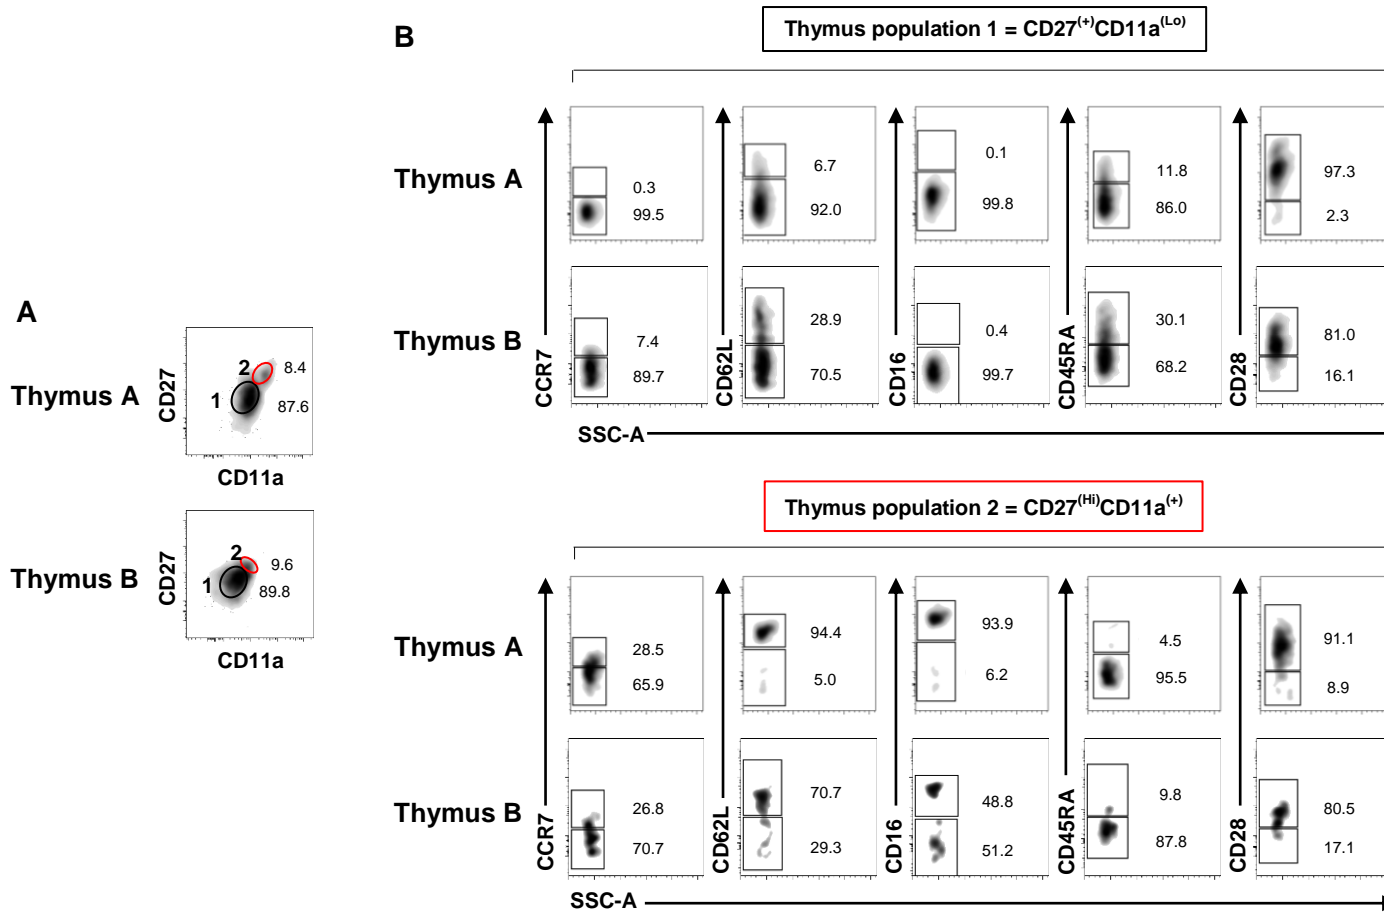 A
Thymus A
CD27
1
2
8.4
87.6
CD11a
Thymus B
CD27
1
2
9.6
89.8
CD11a
B
Thymus population 1 = CD27(+)CD11a(Lo)
Thymus A
0.3
99.5
6.7
92.0
0.1
99.8
11.8
86.0
97.3
2.3
Thymus B
7.4
89.7
28.9
70.5
0.4
99.7
30.1
68.2
81.0
16.1
CCR7
CD62L
CD16
CD45RA
CD28
SSC-A
Thymus population 2 = CD27(Hi)CD11a(+)
Thymus A
28.5
65.9
94.4
5.0
93.9
6.2
4.5
95.5
91.1
8.9
Thymus B
26.8
70.7
70.7
29.3
48.8
51.2
9.8
87.8
80.5
17.1
CCR7
CD62L
CD16
CD45RA
CD28
SSC-A